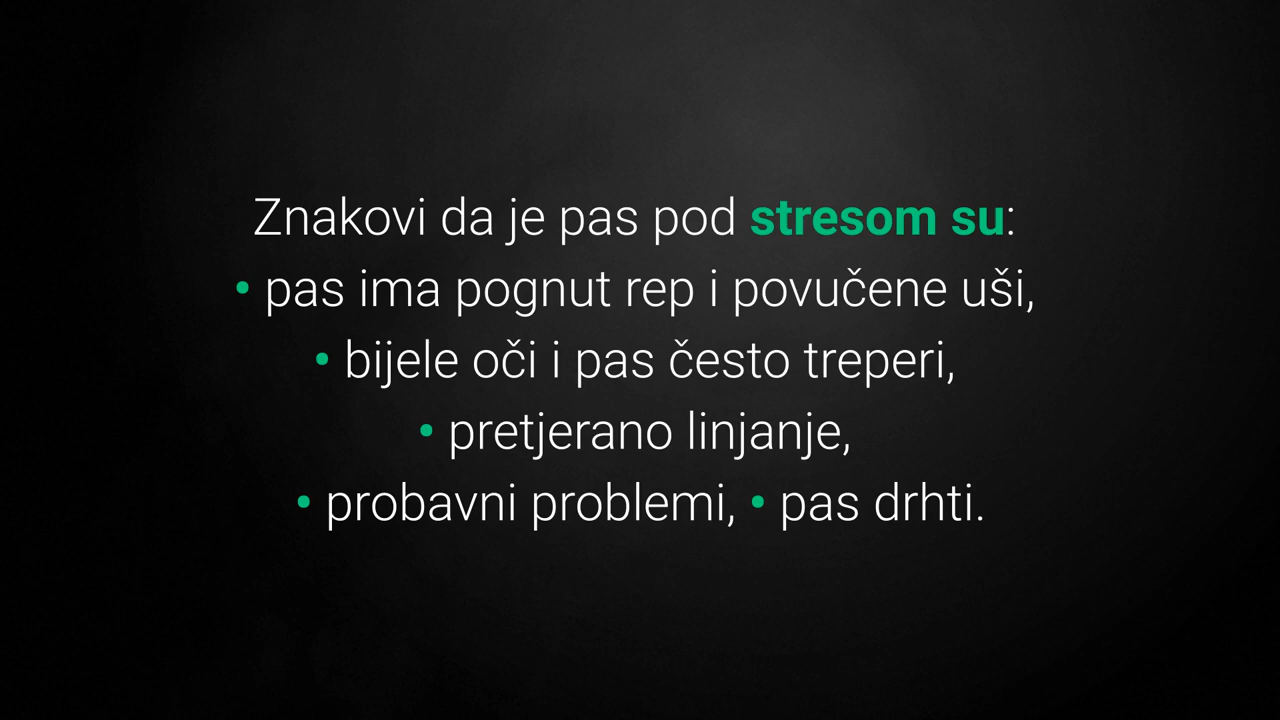 Znakovi da je pas pod stresom su:
• pas ima pognut rep i povučene uši,
• bijele oči i pas često treperi,
• pretjerano linjanje,
• probavni problemi, • pas drhti.